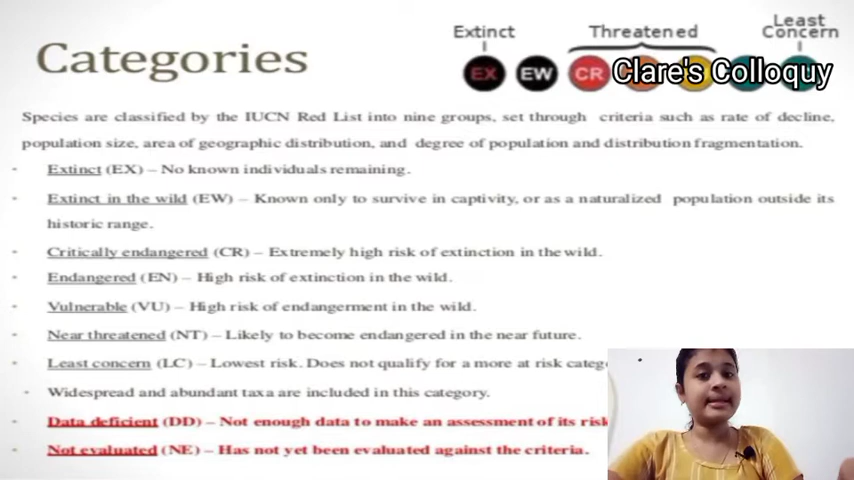 Categories
Extinct
Threatened
Least
Concern
EX
EW
CR
Clare's Colloquy
Species are classified by the IUCN Red List into nine groups, set through criteria such as rate of decline,
population size, area of geographic distribution, and degree of population and distribution fragmentation.
Extinct (EX) – No known individuals remaining.
Extinct in the wild (EW) – Known only to survive in captivity, or as a naturalized population outside its
historic range.
Critically endangered (CR) – Extremely high risk of extinction in the wild.
Endangered (EN) – High risk of extinction in the wild.
Vulnerable (VU) – High risk of endangerment in the wild.
Near threatened (NT) – Likely to become endangered in the near future.
Least concern (LC) – Lowest risk. Does not qualify for a more at risk categ
Widespread and abundant taxa are included in this category.
Data deficient (DD) – Not enough data to make an assessment of its risk
Not evaluated (NE) – Has not yet been evaluated against the criteria.